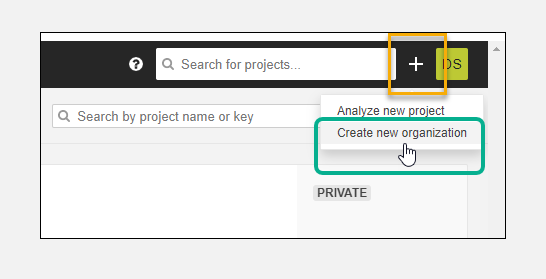 ?
Search for projects...
+
DS
Search by project name or key
Analyze new project
Create new organization
PRIVATE